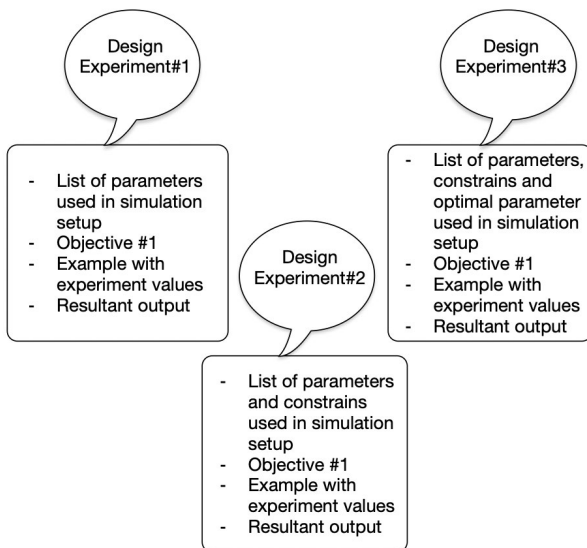 Design
Experiment#1
- List of parameters
used in simulation
setup
- Objective #1
- Example with
experiment values
- Resultant output
Design
Experiment#2
- List of parameters
and constrains
used in simulation
setup
- Objective #1
- Example with
experiment values
- Resultant output
Design
Experiment#3
- List of parameters,
constrains and
optimal parameter
used in simulation
setup
- Objective #1
- Example with
experiment values
- Resultant output